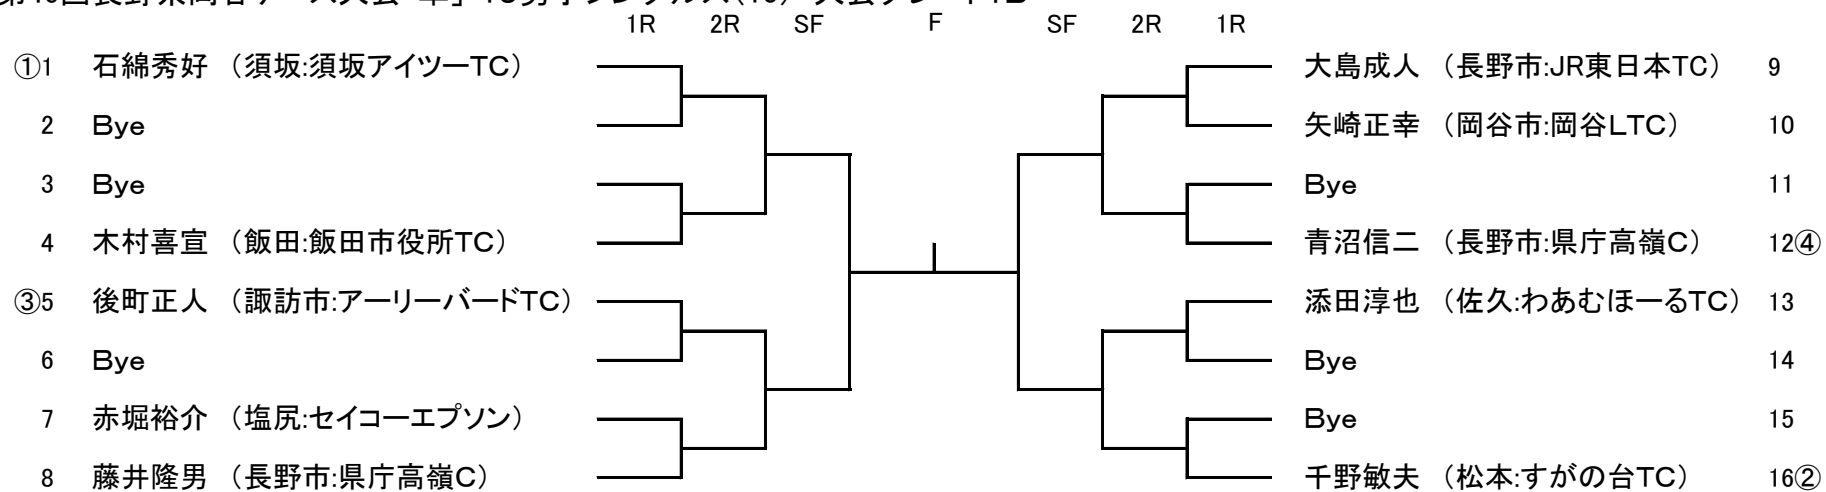 1R 2R SF F SF 2R 1R
①1 石綿秀好 （須坂:須坂アイツーTC）
2 Bye
3 Bye
4 木村喜宣 （飯田:飯田市役所TC）
③5 後町正人 （諏訪市:アーリーバードTC）
6 Bye
7 赤堀裕介 （塩尻:セイコーエプソン）
8 藤井隆男 （長野市:県庁高嶺C）
大島成人 （長野市:JR東日本TC） 9
矢崎正幸 （岡谷市:岡谷LTC） 10
Bye 11
青沼信二 （長野市:県庁高嶺C） 12④
添田淳也 （佐久:わあむほーるTC） 13
Bye 14
Bye 15
千野敏夫 （松本:すがの台TC） 16②